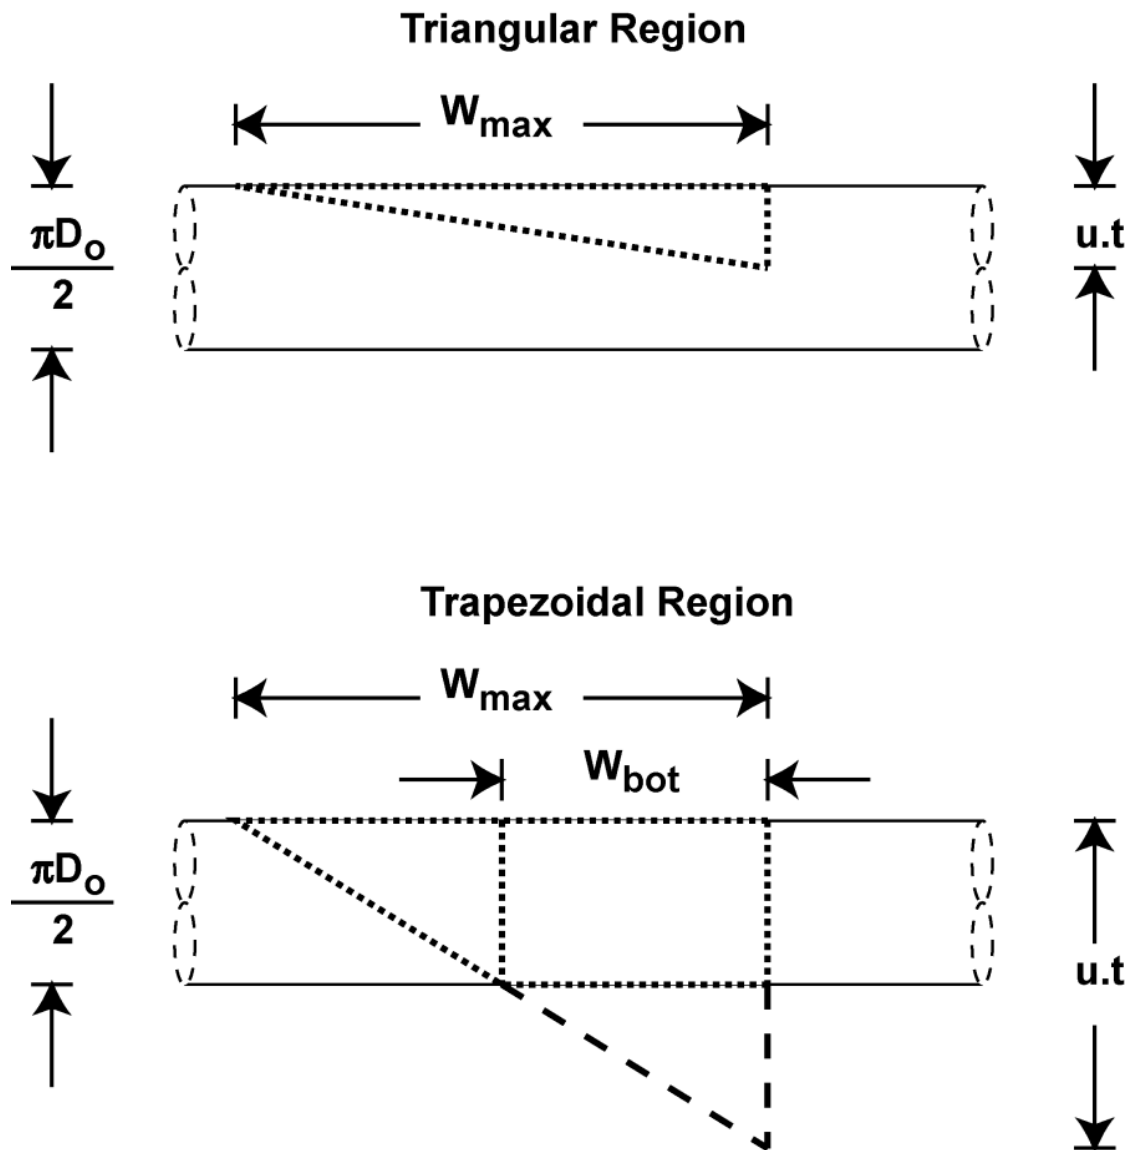 Triangular Region
Wmax
πDo
2
u.t
Trapezoidal Region
Wmax
Wbot
πDo
2
u.t